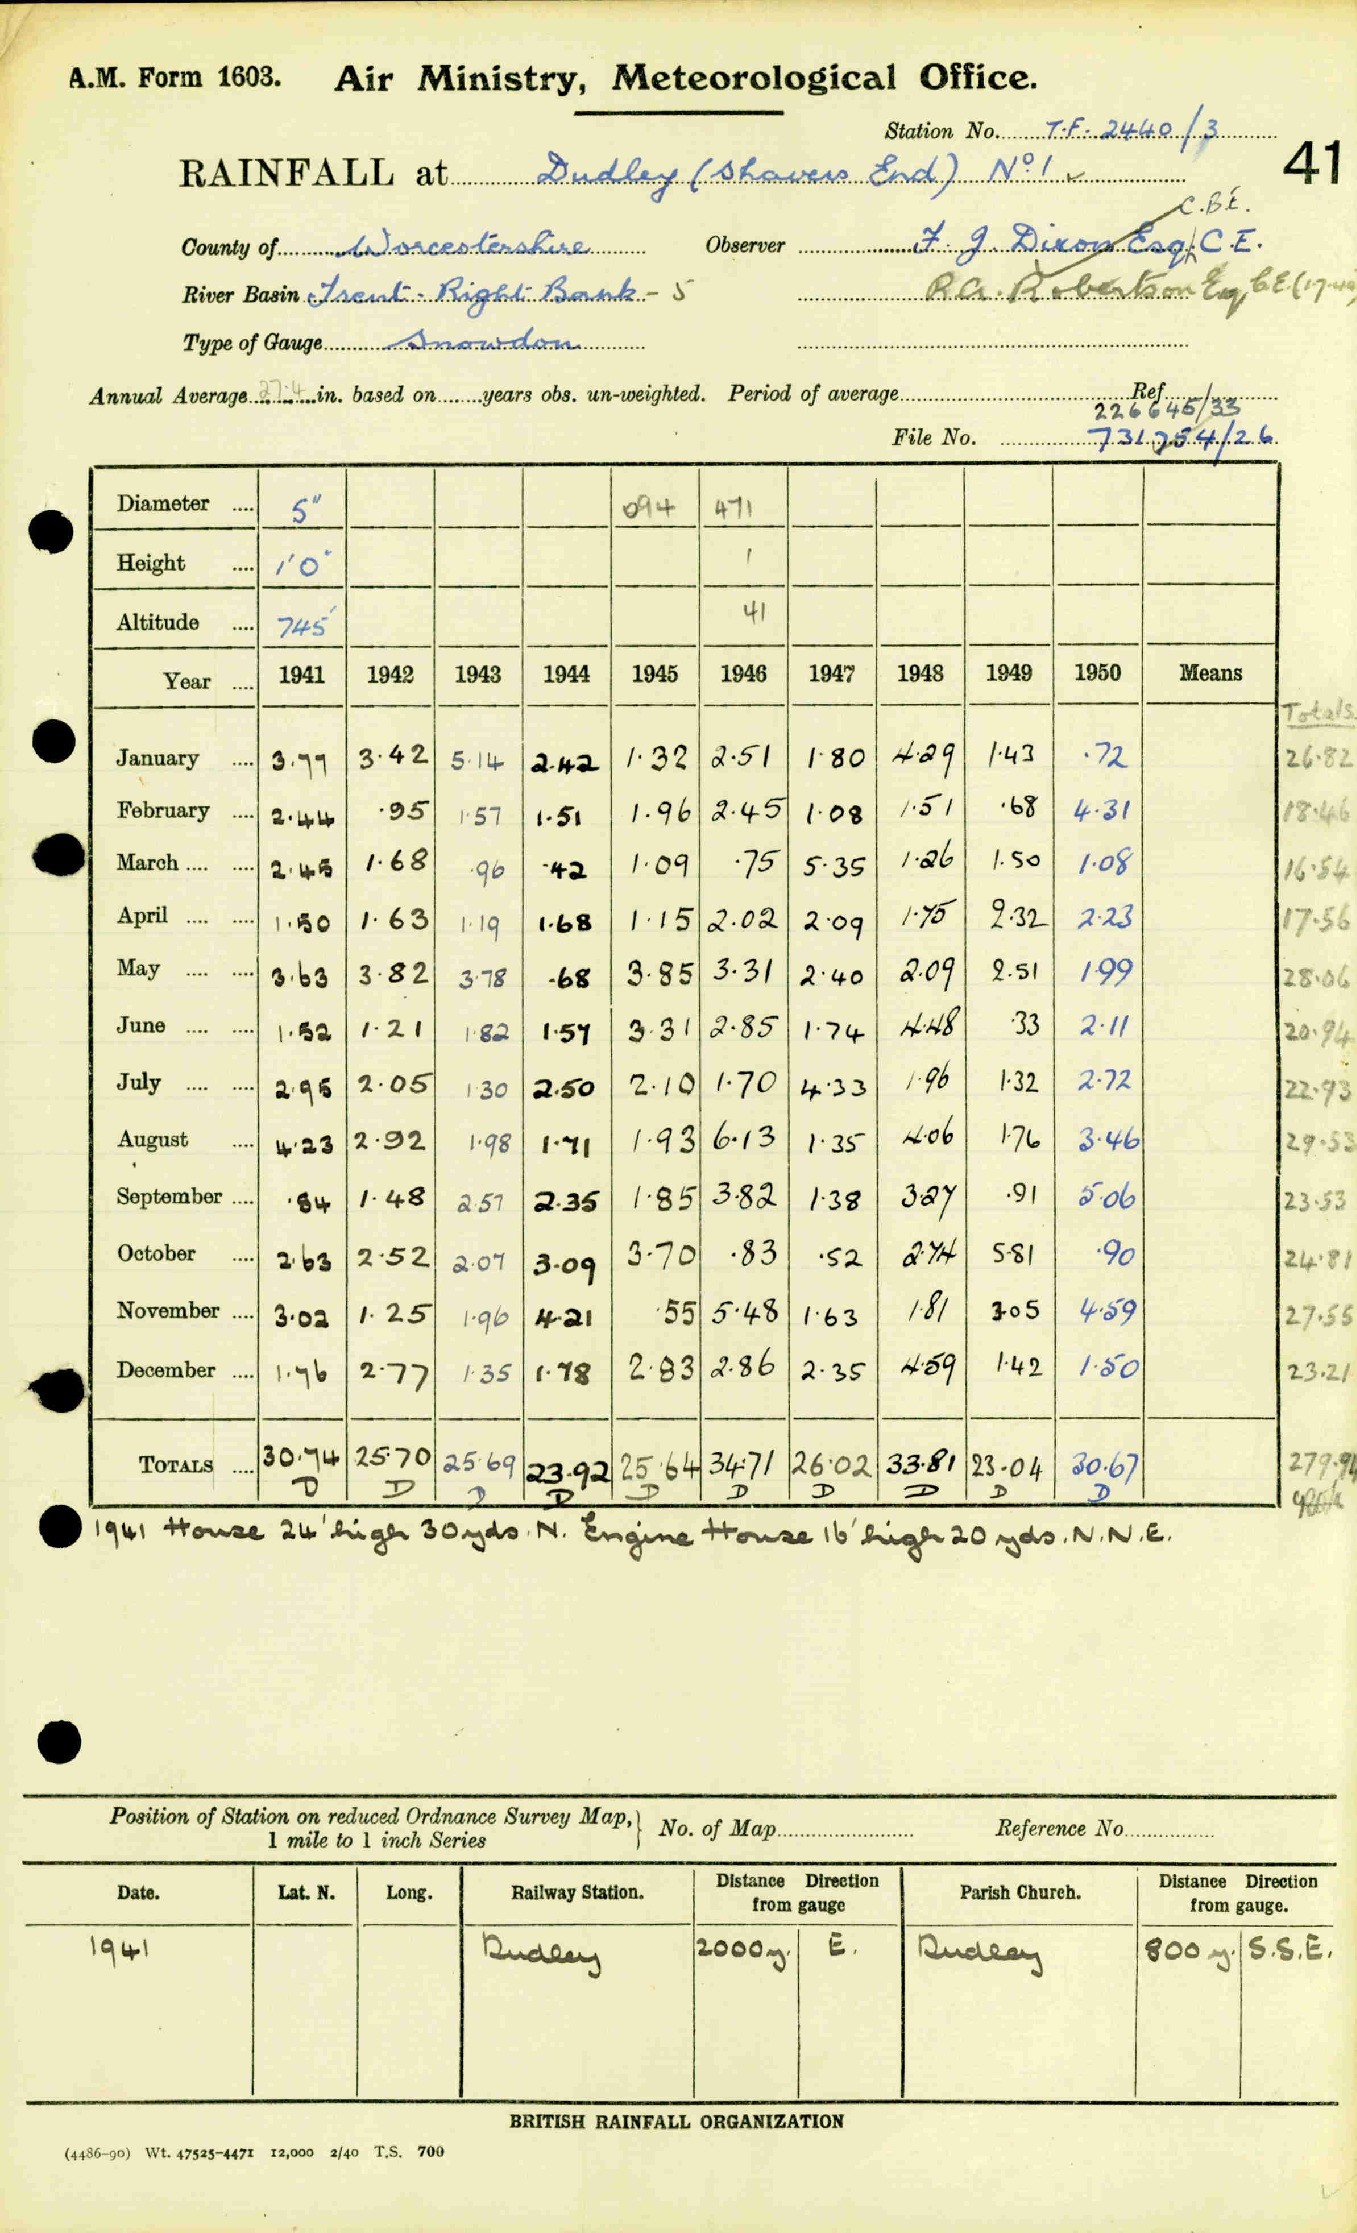 A.M. Form 1603. Air Ministry, Meteorological Office.
Station No. T.F. 2440/3
41
RAINFALL at Dudley (Shavers End) No. 1 ✓
C.B.E.
County of Worcestershire Observer F. J. Dixon Esq, C.E.
River Basin Trent - Right Bank - 5 R.A. Robertson Esq, C.E.
Type of Gauge Snowdon
Annual Average 27.4 in. based on years obs. un-weighted. Period of average Ref.
226645/33
File No. 731754/26
Diameter 5" 094 471
Height 1'0" 1
Altitude 745' 41
Year 1941 1942 1943 1944 1945 1946 1947 1948 1949 1950 Means
Totals
January 3.77 3.42 5.14 2.42 1.32 2.51 1.80 4.29 1.43 .72 26.82
February 2.44 .95 1.57 1.51 1.96 2.45 1.08 1.51 .68 4.31 18.46
March 2.45 1.68 .96 .42 1.09 .75 5.35 1.26 1.50 1.08 16.54
April 1.50 1.63 1.19 1.68 1.15 2.02 2.09 1.75 2.32 2.23 17.56
May 3.63 3.82 3.78 .68 3.85 3.31 2.40 2.09 2.51 1.99 28.06
June 1.52 1.21 1.82 1.57 3.31 2.85 1.74 4.48 .33 2.11 20.94
July 2.95 2.05 1.30 2.50 2.10 1.70 4.33 1.96 1.32 2.72 22.93
August 4.23 2.92 1.98 1.71 1.93 6.13 1.35 4.06 1.76 3.46 29.53
September .84 1.48 2.57 2.35 1.85 3.82 1.38 3.27 .91 5.06 23.53
October 2.63 2.52 2.07 3.09 3.70 .83 .52 2.74 5.81 .90 24.81
November 3.02 1.25 1.96 4.21 .55 5.48 1.63 1.81 3.05 4.59 27.55
December 1.76 2.77 1.35 1.78 2.83 2.86 2.35 4.59 1.42 1.50 23.21
TOTALS 30.74 25.70 25.69 23.92 25.64 34.71 26.02 33.81 23.04 30.67 279.94
D D D D D D D D D D
1941 House 24' high 30 yds. N. Engine House 16' high 20 yds. N.N.E.
Position of Station on reduced Ordnance Survey Map, 1 mile to 1 inch Series } No. of Map Reference No.
Date. Lat. N. Long. Railway Station. Distance Direction from gauge Parish Church. Distance Direction from gauge.
1941 Dudley 2000 y. E. Dudley 800 y. S.S.E.
BRITISH RAINFALL ORGANIZATION
(4486-90) Wt. 47525-4471 12,000 2/40 T.S. 700